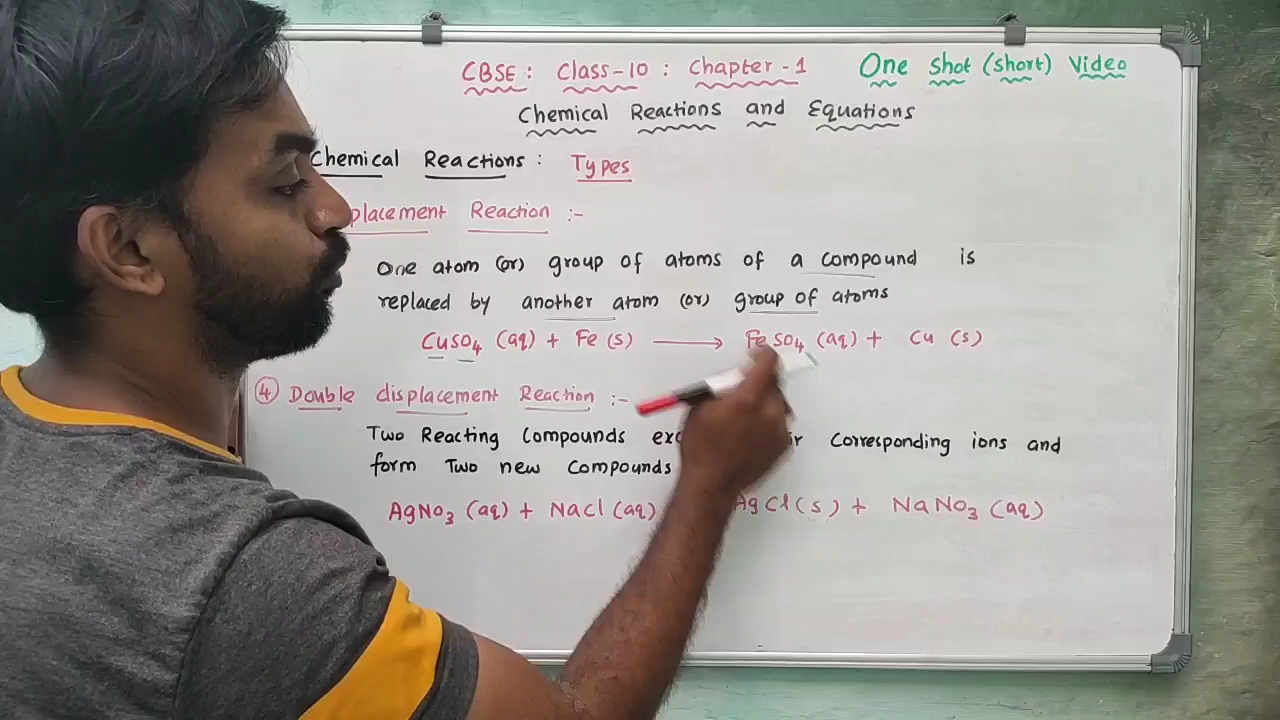 CBSE: Class-10: Chapter-1 One Shot (short) Video
Chemical Reactions and Equations
Chemical Reactions: Types
placement Reaction :-
One atom (or) group of atoms of a compound is
replaced by another atom (or) group of atoms
CuSO4 (aq) + Fe (s) ⟶ FeSO4 (aq) + Cu (s)
④ Double displacement Reaction :-
Two Reacting Compounds corresponding ions and
form Two new compounds
AgNO3 (aq) + NaCl (aq) AgCl (s) + NaNO3 (aq)